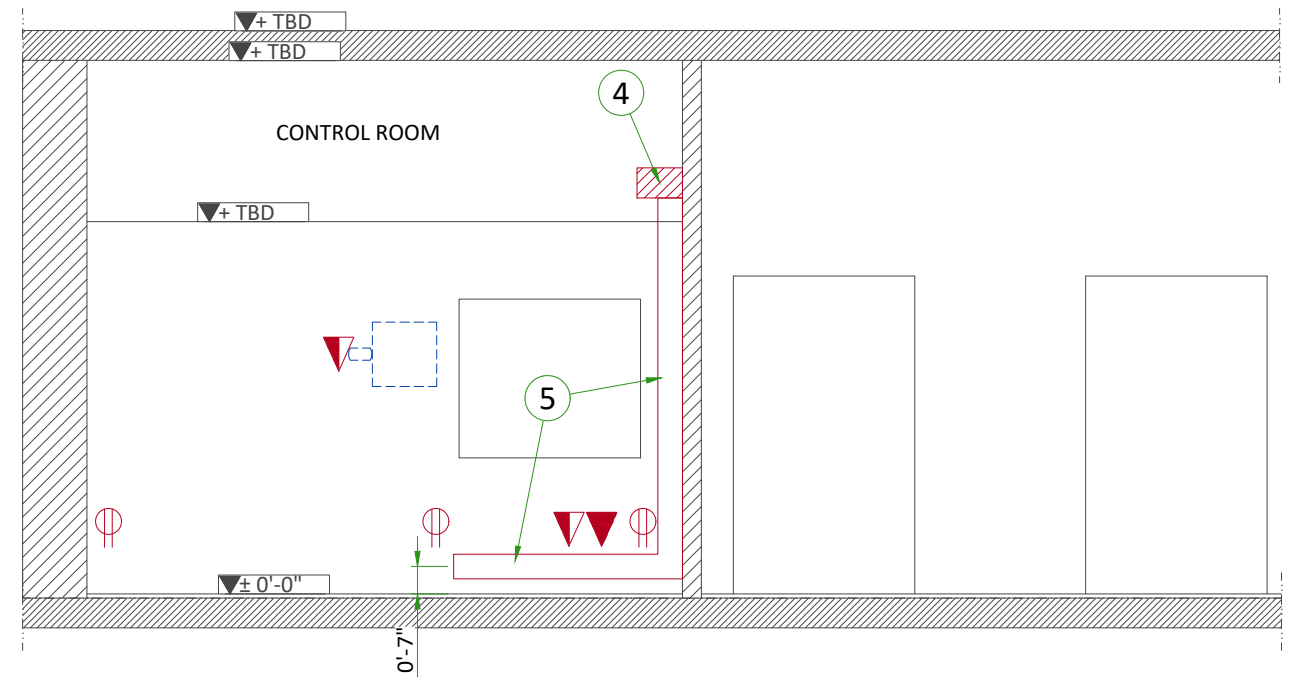 + TBD
+ TBD
4
CONTROL ROOM
+ TBD
5
± 0'-0"
0'-7"